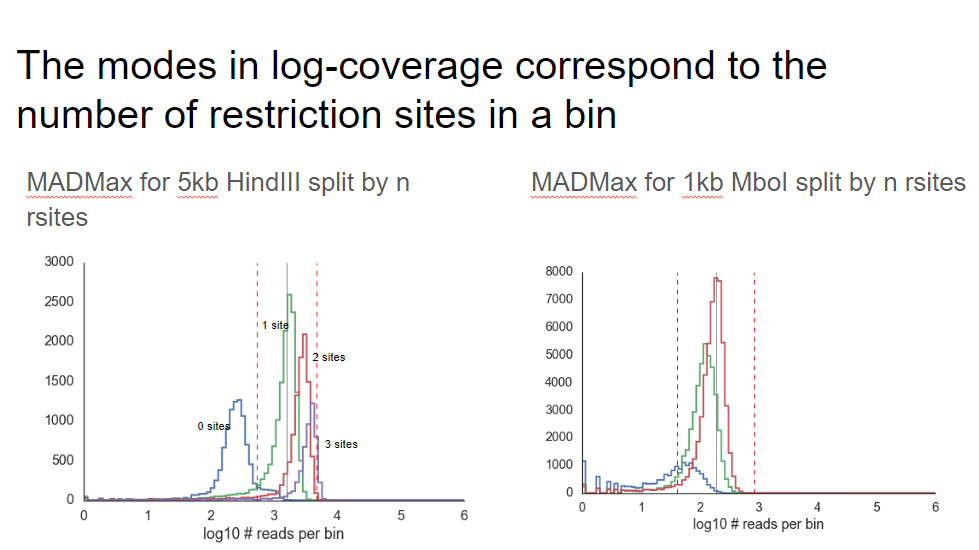 The modes in log-coverage correspond to the
number of restriction sites in a bin
MADMax for 5kb HindIII split by n
rsites
MADMax for 1kb MboI split by n rsites
3000
2500
2000
1500
1000
500
0
0 sites
1 site
2 sites
3 sites
0 1 2 3 4 5 6
log10 # reads per bin
8000
7000
6000
5000
4000
3000
2000
1000
0
0 1 2 3 4 5 6
log10 # reads per bin